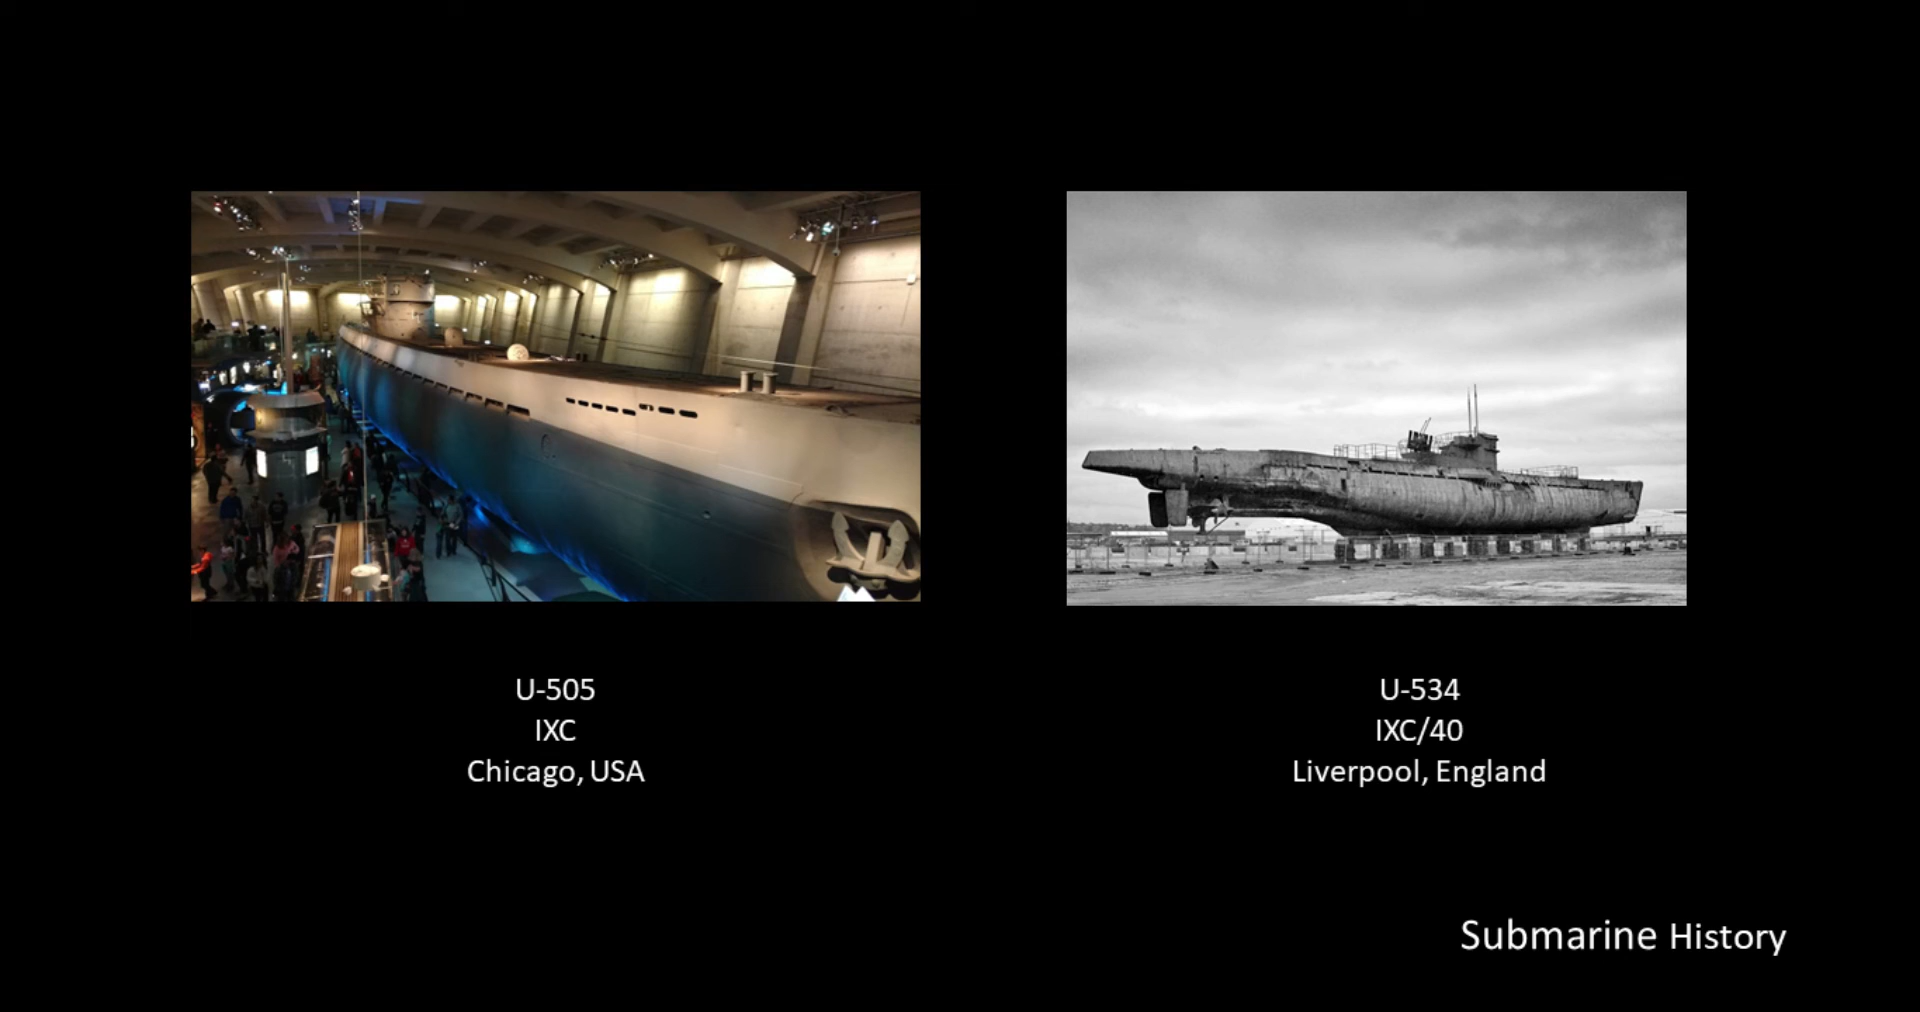 U-505
IXC
Chicago, USA
U-534
IXC/40
Liverpool, England
Submarine History